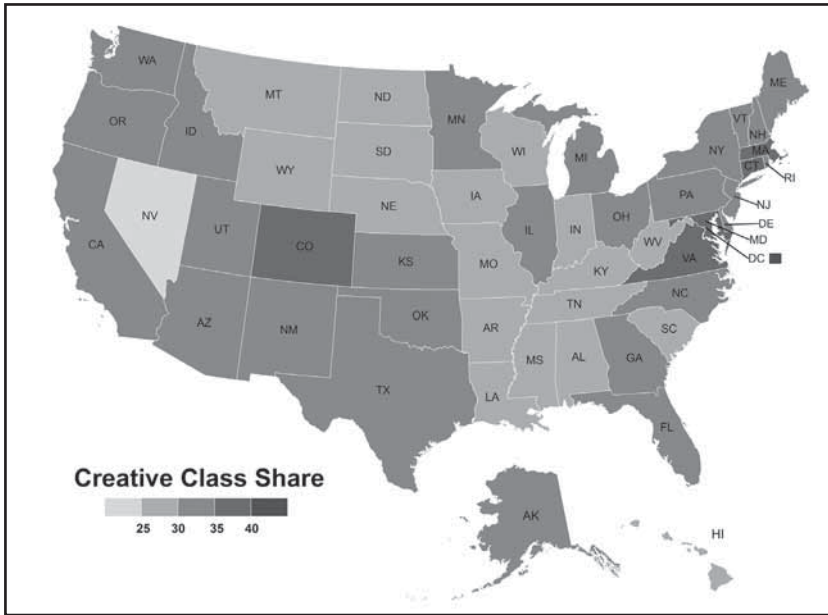 WA
ME
MT
ND
VT
OR
MN
NH
ID
NY
MA
WI
SD
CT
MI
RI
WY
PA
IA
NJ
NE
OH
DE
NV
IN
IL
MD
UT
WV
CO
DC
VA
CA
KS
MO
KY
NC
TN
OK
AZ
NM
AR
SC
MS
AL
GA
TX
LA
FL
Creative Class Share
25 30 35 40
AK
HI